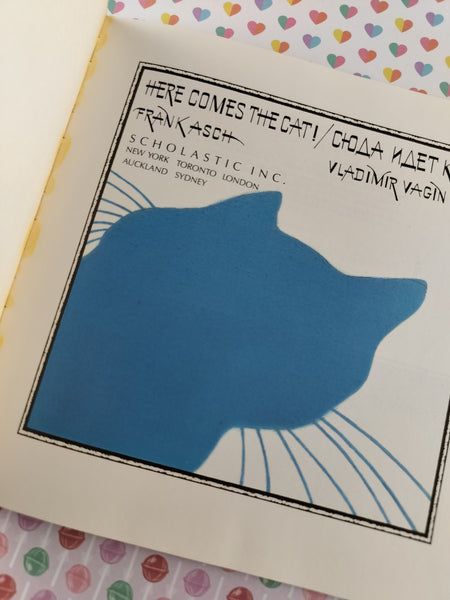 HERE COMES THE CAT! / СЮДА ИДЕТ К
FRANK ASCH
VLADIMIR VAGIN
SCHOLASTIC INC.
NEW YORK TORONTO LONDON
AUCKLAND SYDNEY